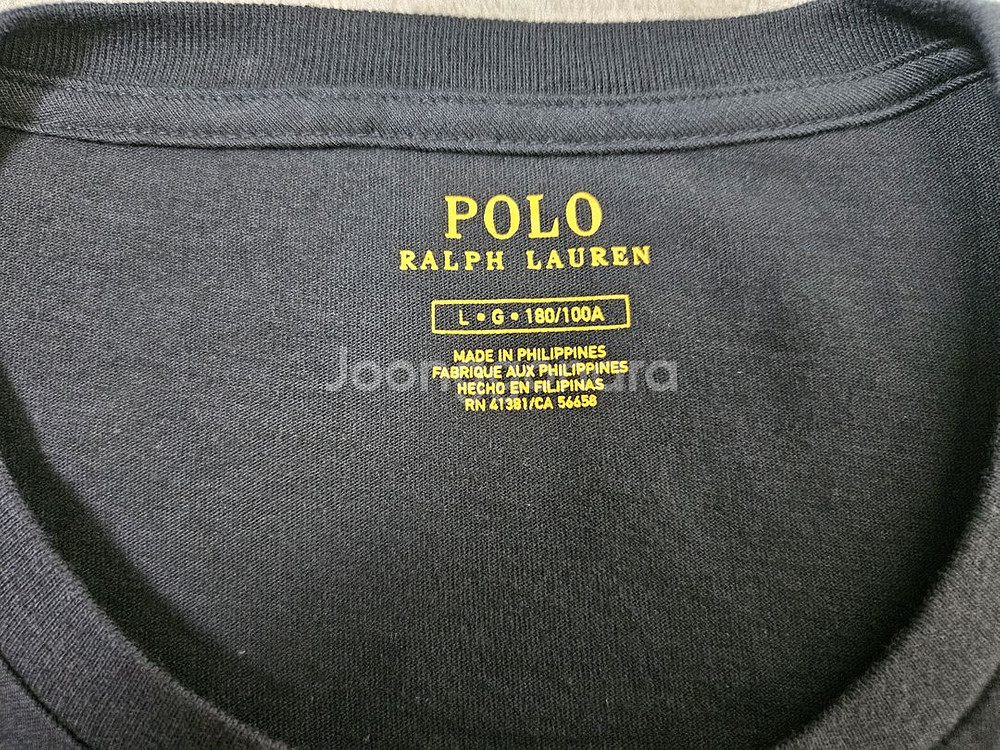 POLO
RALPH LAUREN
L • G • 180/100A
MADE IN PHILIPPINES
FABRIQUE AUX PHILIPPINES
HECHO EN FILIPINAS
RN 41381/CA 56658